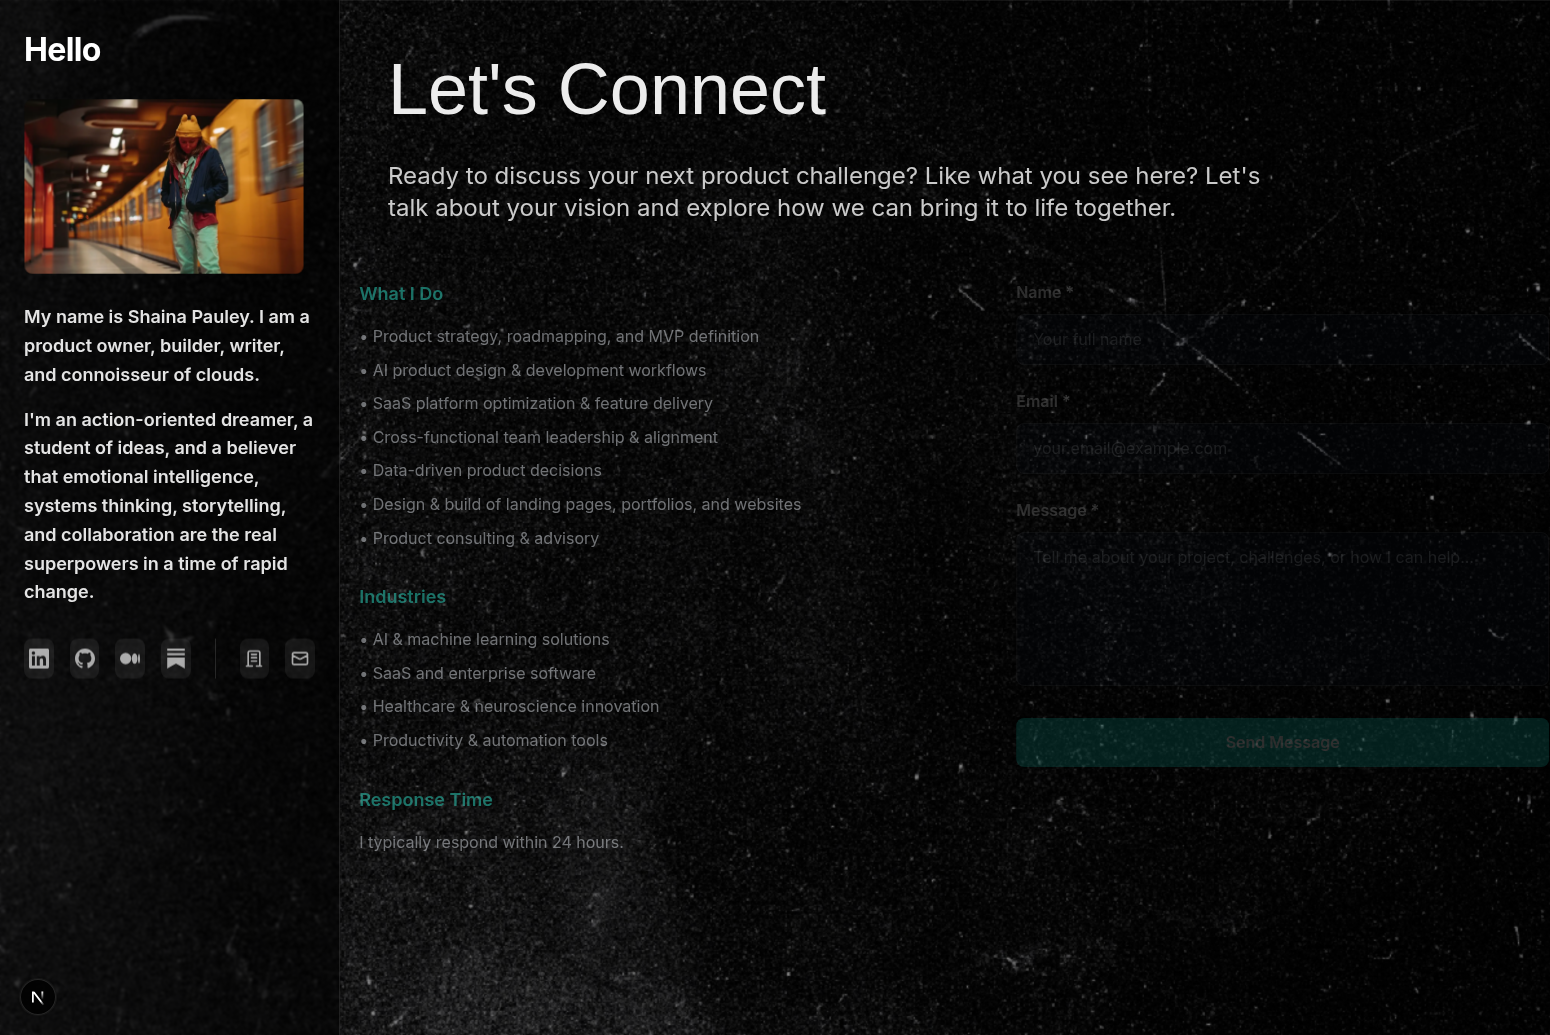 Hello
My name is Shaina Pauley. I am a
product owner, builder, writer,
and connoisseur of clouds.
I'm an action-oriented dreamer, a
student of ideas, and a believer
that emotional intelligence,
systems thinking, storytelling,
and collaboration are the real
superpowers in a time of rapid
change.
Let's Connect
Ready to discuss your next product challenge? Like what you see here? Let's
talk about your vision and explore how we can bring it to life together.
What I Do
• Product strategy, roadmapping, and MVP definition
• AI product design & development workflows
• SaaS platform optimization & feature delivery
• Cross-functional team leadership & alignment
• Data-driven product decisions
• Design & build of landing pages, portfolios, and websites
• Product consulting & advisory
Industries
• AI & machine learning solutions
• SaaS and enterprise software
• Healthcare & neuroscience innovation
• Productivity & automation tools
Response Time
I typically respond within 24 hours.
Name *
Your full name
Email *
your.email@example.com
Message *
Tell me about your project, challenges, or how I can help...
Send Message